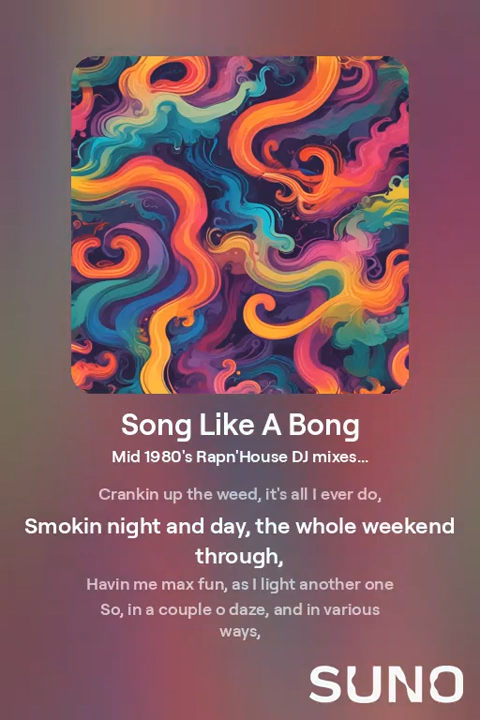 Song Like A Bong
Mid 1980's Rapn'House DJ mixes...
Crankin up the weed, it's all I ever do,
Smokin night and day, the whole weekend
through,
Havin me max fun, as I light another one
So, in a couple o daze, and in various
ways,
SUNO